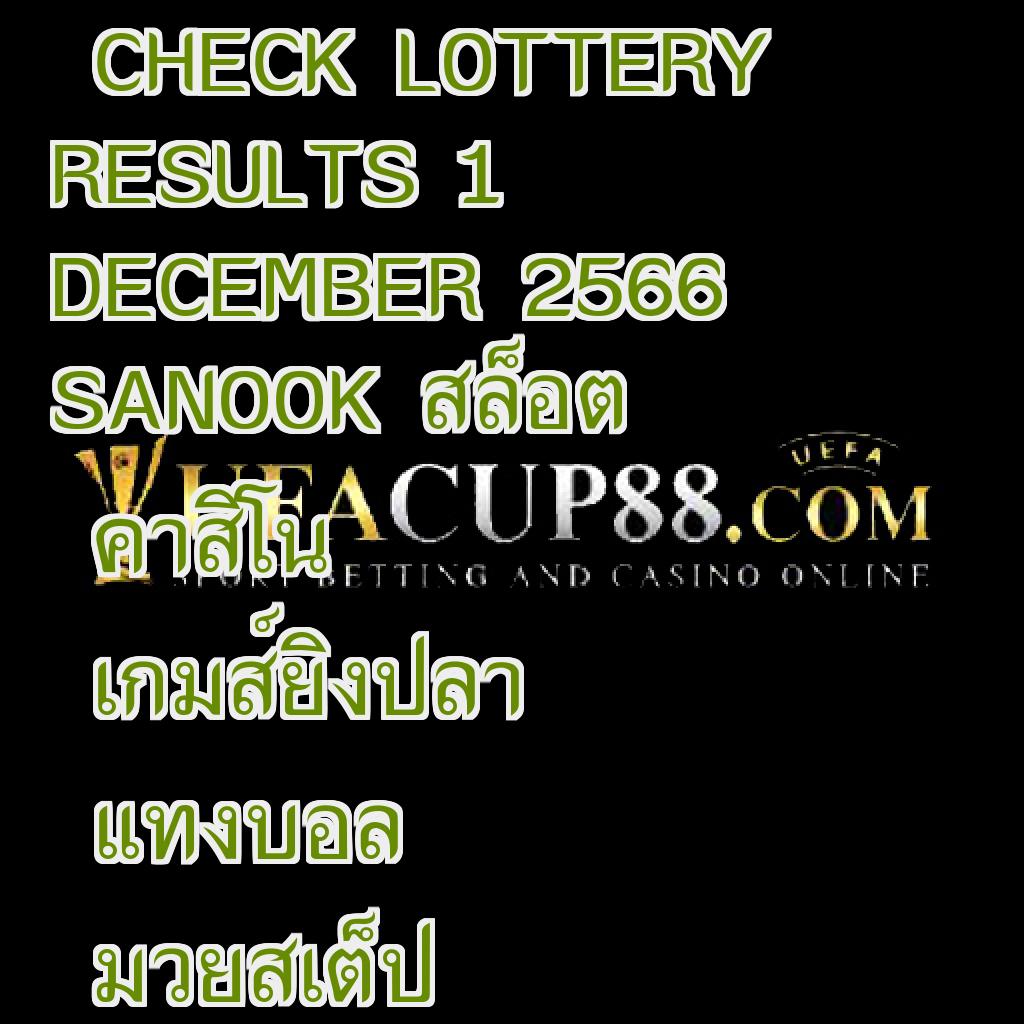 CHECK LOTTERY
RESULTS 1
DECEMBER 2566
SANOOK สล็อต
UEFA
UFACUP88.COM
คาสิโน
SPORT BETTING AND CASINO ONLINE
เกมส์ยิงปลา
แทงบอล
มวยสเต็ป